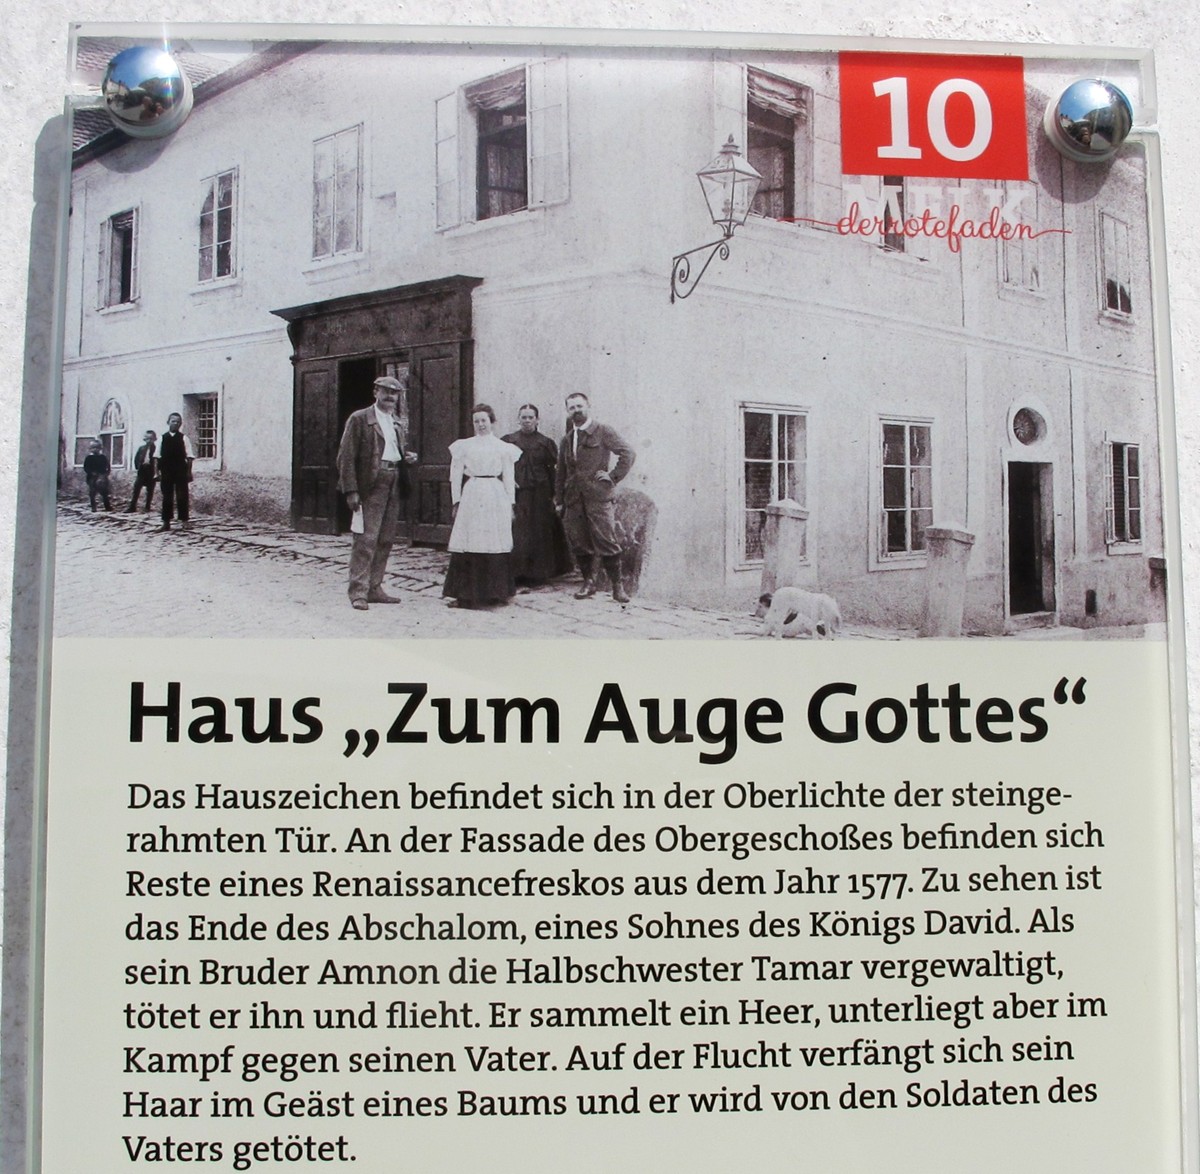 10
derrotefaden
Haus „Zum Auge Gottes“
Das Hauszeichen befindet sich in der Oberlichte der steinge-
rahmten Tür. An der Fassade des Obergeschoßes befinden sich
Reste eines Renaissancefreskos aus dem Jahr 1577. Zu sehen ist
das Ende des Abschalom, eines Sohnes des Königs David. Als
sein Bruder Amnon die Halbschwester Tamar vergewaltigt,
tötet er ihn und flieht. Er sammelt ein Heer, unterliegt aber im
Kampf gegen seinen Vater. Auf der Flucht verfängt sich sein
Haar im Geäst eines Baums und er wird von den Soldaten des
Vaters getötet.